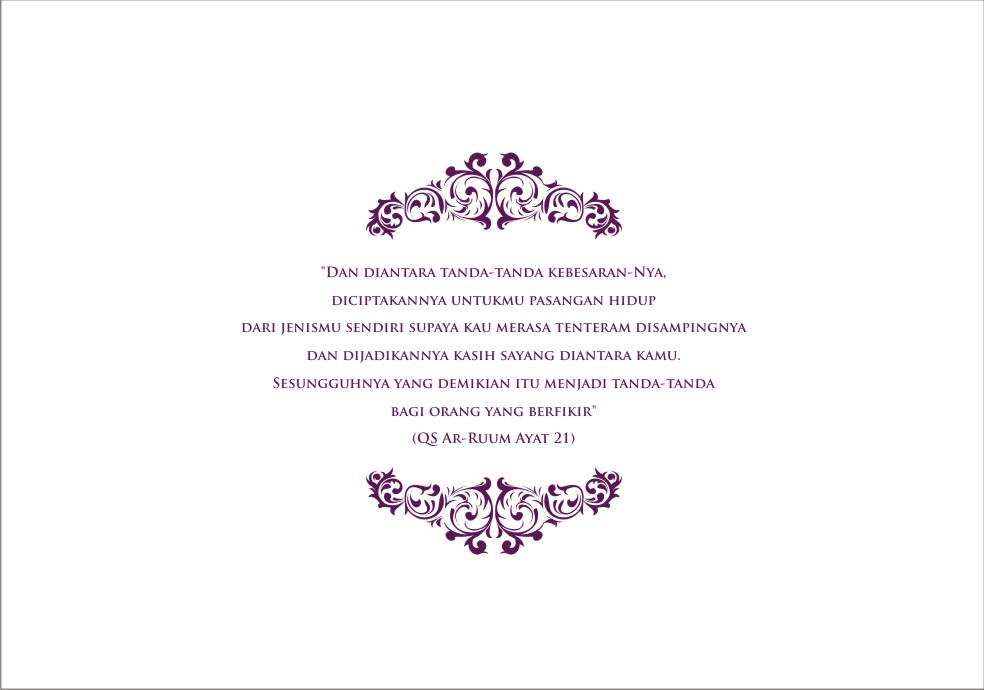 "Dan diantara tanda-tanda kebesaran-Nya,
diciptakannya untukmu pasangan hidup
dari jenismu sendiri supaya kau merasa tenteram disampingnya
dan dijadikannya kasih sayang diantara kamu.
Sesungguhnya yang demikian itu menjadi tanda-tanda
bagi orang yang berfikir"
(QS Ar-Ruum Ayat 21)